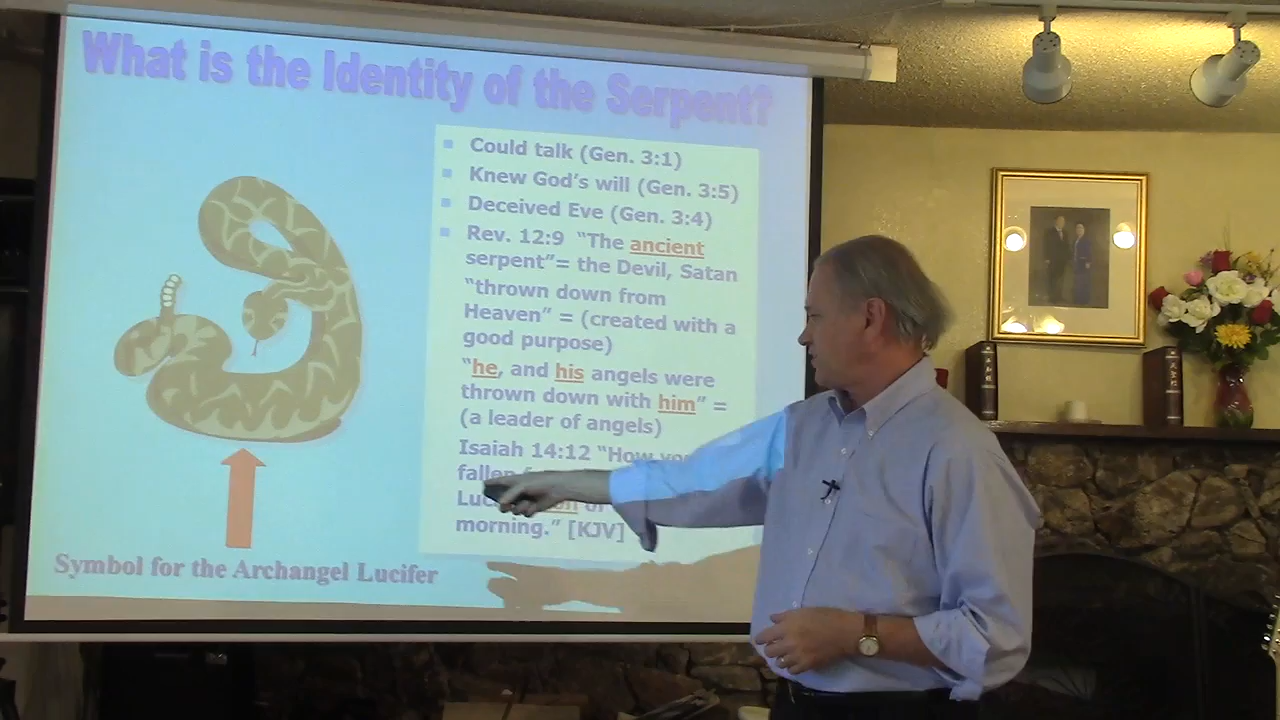 What is the Identity of the Serpent?
Could talk (Gen. 3:1)
Knew God's will (Gen. 3:5)
Deceived Eve (Gen. 3:4)
Rev. 12:9 "The ancient
serpent"= the Devil, Satan
"thrown down from
Heaven" = (created with a
good purpose)
"he, and his angels were
thrown down with him" =
(a leader of angels)
Isaiah 14:12 "How
fallen
morning." [KJV]
Symbol for the Archangel Lucifer